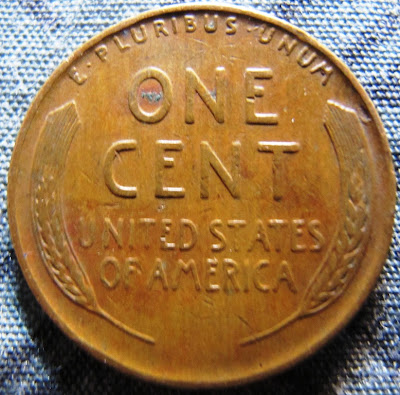 E·PLURIBUS·UNUM
ONE
CENT
UNITED STATES
OF AMERICA